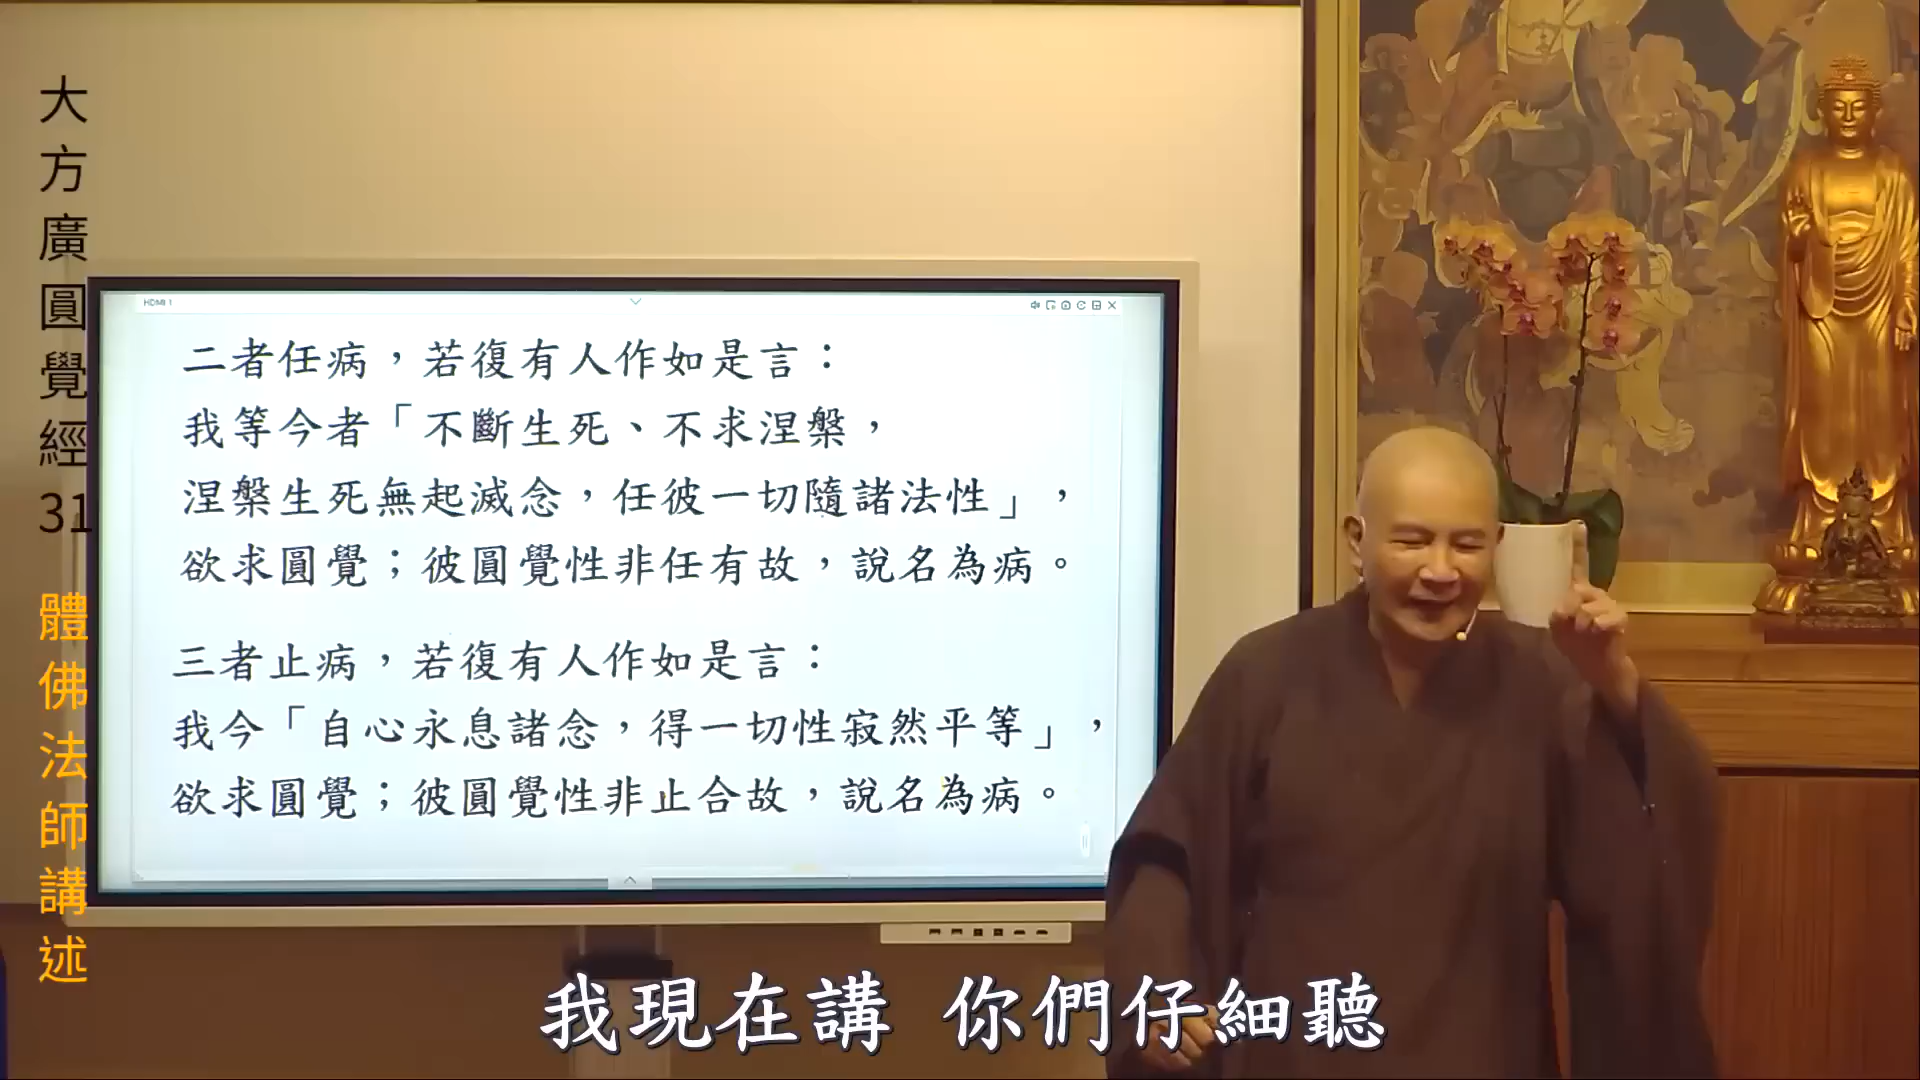 大方廣圓覺經31 體佛法師講述
HDMI 1
二者任病，若復有人作如是言：
我等今者「不斷生死、不求涅槃，
涅槃生死無起滅念，任彼一切隨諸法性」，
欲求圓覺；彼圓覺性非任有故，說名為病。
三者止病，若復有人作如是言：
我今「自心永息諸念，得一切性寂然平等」，
欲求圓覺；彼圓覺性非止合故，說名為病。
我現在講 你們仔細聽